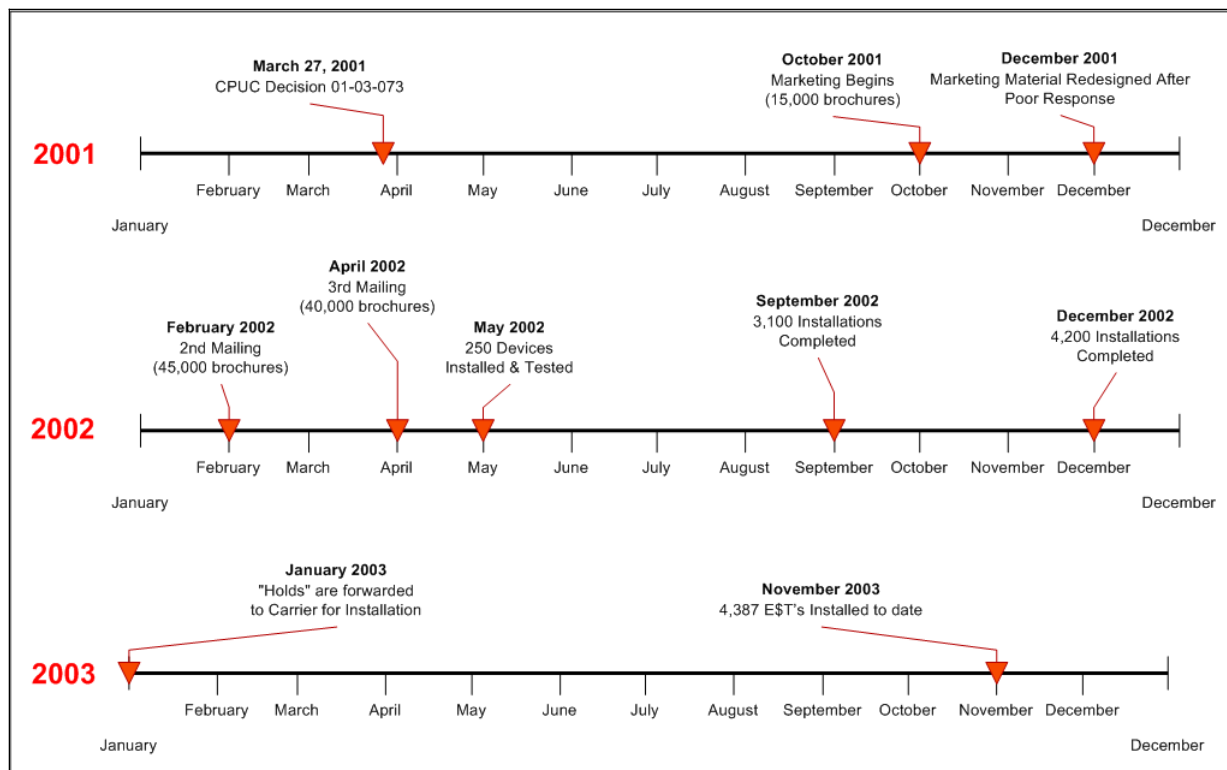 March 27, 2001
CPUC Decision 01-03-073
October 2001
Marketing Begins
(15,000 brochures)
December 2001
Marketing Material Redesigned After
Poor Response
2001
February
March
April
May
June
July
August
September
October
November
December
January
December
April 2002
3rd Mailing
(40,000 brochures)
February 2002
2nd Mailing
(45,000 brochures)
May 2002
250 Devices
Installed & Tested
September 2002
3,100 Installations
Completed
December 2002
4,200 Installations
Completed
2002
February
March
April
May
June
July
August
September
October
November
December
January
December
January 2003
"Holds" are forwarded
to Carrier for Installation
November 2003
4,387 E$T's Installed to date
2003
February
March
April
May
June
July
August
September
October
November
December
January
December